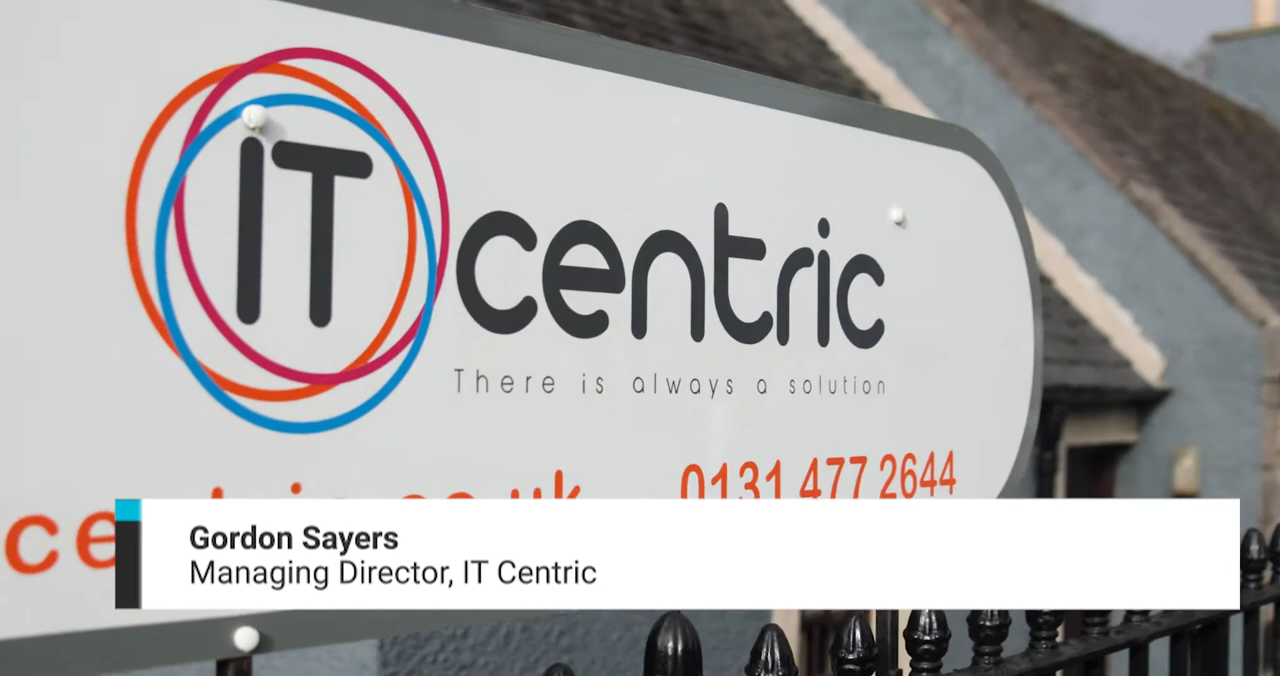 iT centric
There is always a solution
0131 477 2644
Gordon Sayers
Managing Director, IT Centric